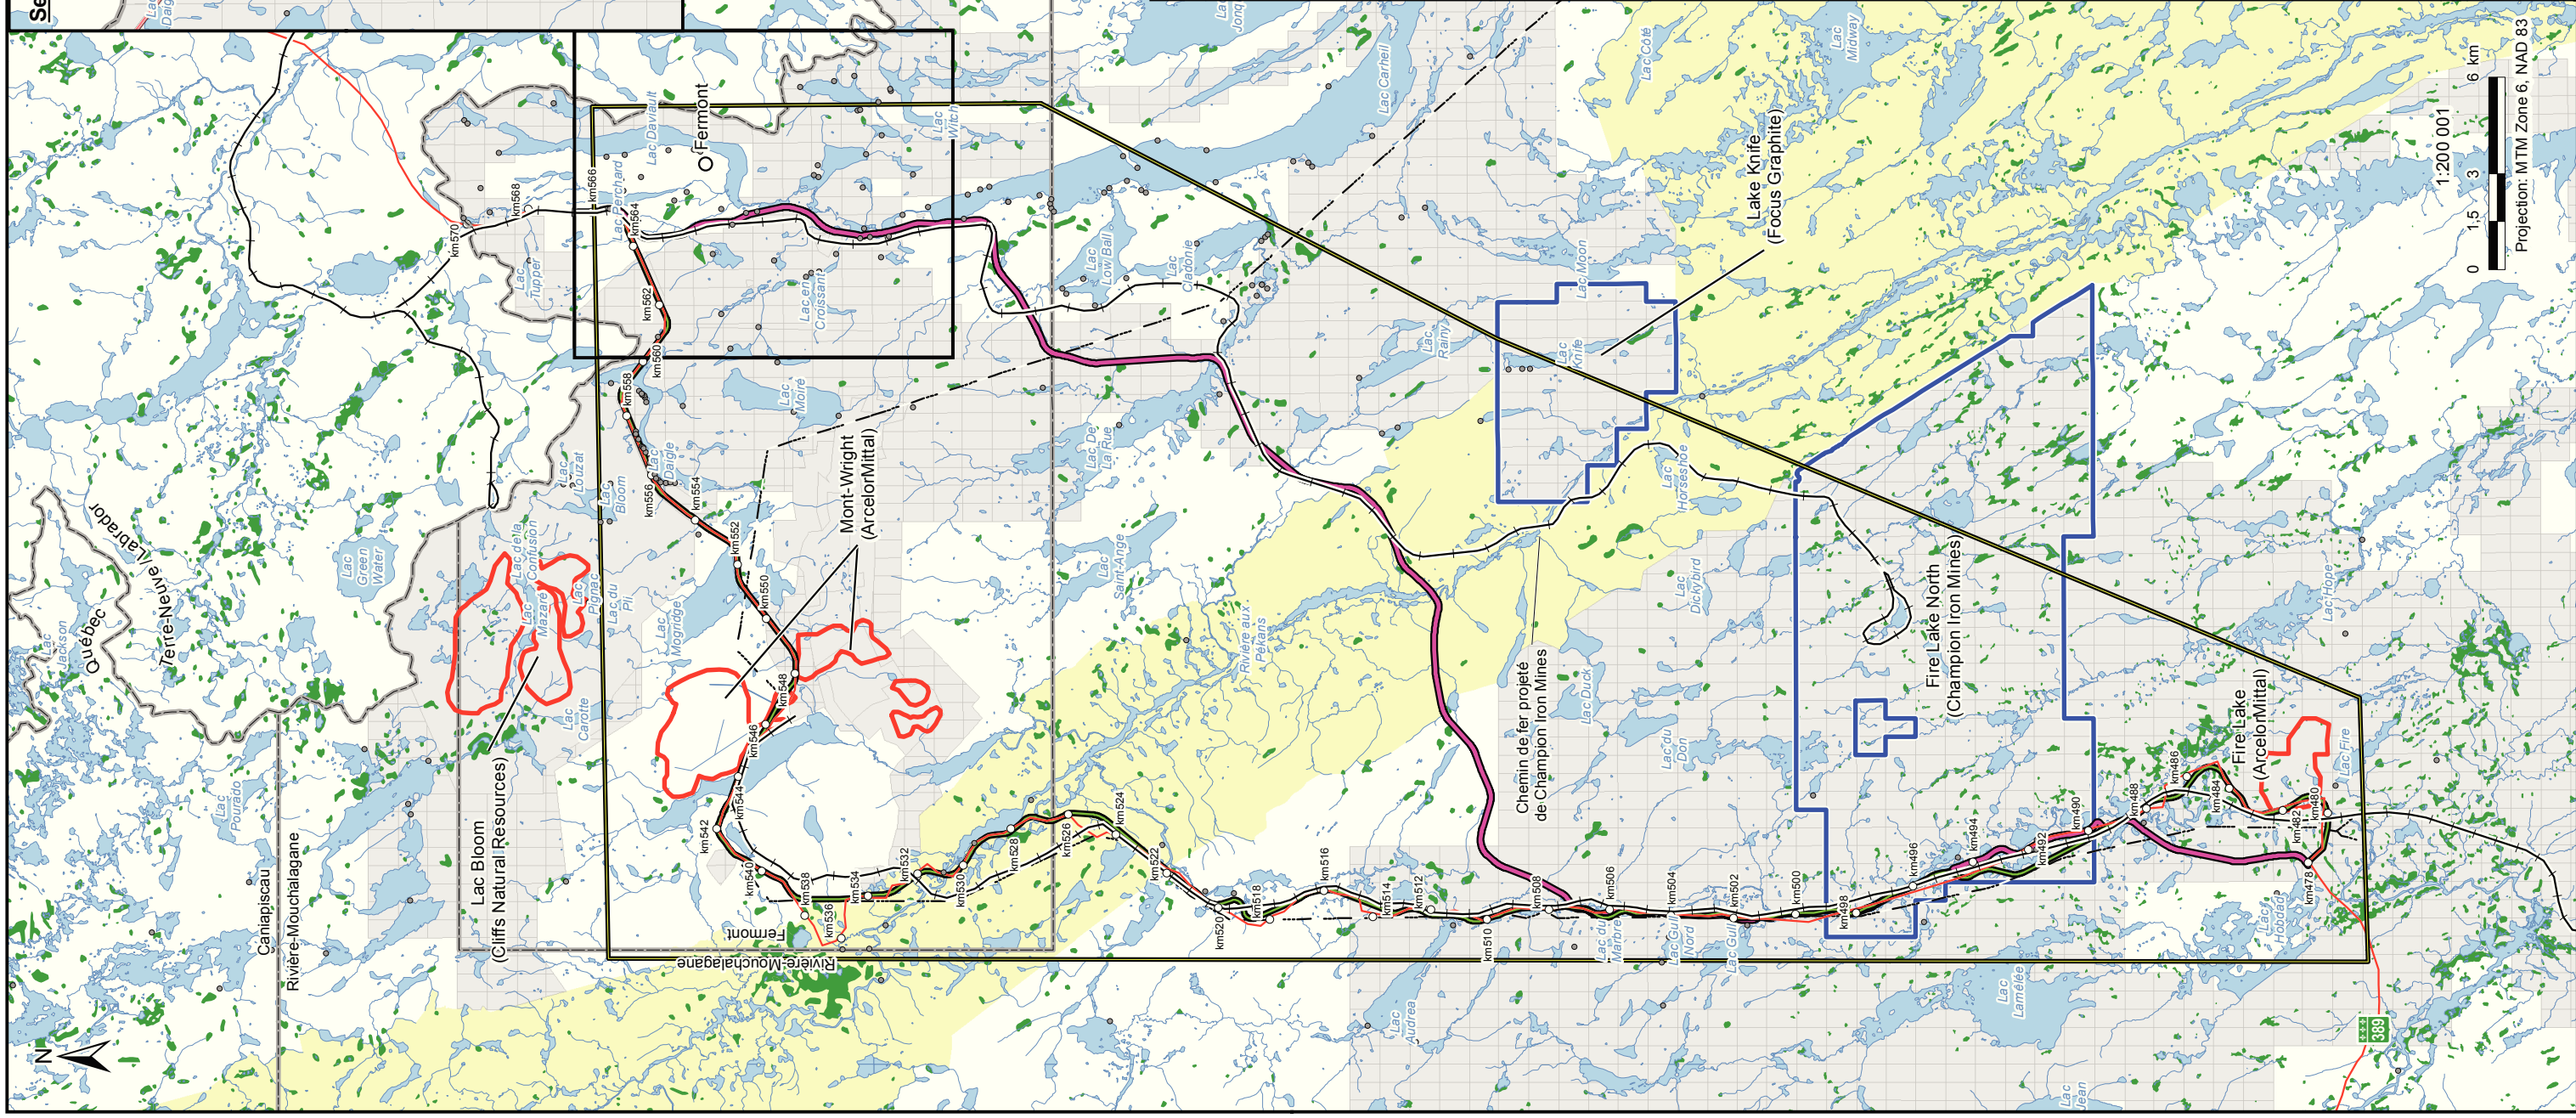 Se
N
Québec
Terre-Neuve / Labrador
Caniapiscau
Rivière-Mouchalagane
Lac
Jackson
Lac
Pourado
Lac
Green
Water
Lac Bloom
(Cliffs Natural Resources)
Lac de la
Confusion
Lac
Mazaré
Lac
Pignac
Lac du
Pli
Lac
Carotte
Lac
Louzat
Lac
Bloom
Lac
Mogridge
Lac
Daigle
Lac
Tupper
Lac Perchard
Lac Daviault
Fermont
Lac
Witch
Lac en
Croissant
Lac
Moiré
Mont-Wright
(ArcelorMittal)
Fermont
Rivière-Mouchalagane
km570
km568
km566
km564
km562
km560
km558
km556
km554
km552
km550
km548
km546
km544
km542
km540
km538
km536
km534
km532
km530
km528
km526
km524
km522
km520
km518
km516
km514
km512
km510
km508
km506
km504
km502
km500
km498
km496
km494
km492
km490
km488
km486
km484
km482
km480
km478
Lac
Low Ball
Lac
Cladonie
Lac De
La Rue
Lac
Saint-Ange
Rivière aux
Pékans
Lac Carheil
Lac
Jonq
Lac
Rainy
Lac Moon
Lac
Knife
Lake Knife
(Focus Graphite)
Lac Côté
Lac
Midway
Lac
Horseshoe
Lac
Dickybird
Lac Duck
Lac du
Don
Chemin de fer projeté
de Champion Iron Mines
Fire Lake North
(Champion Iron Mines)
Lac du
Marbre
Lac Gull
Nord
Lac Gull
Lac
Audrea
Lac
Lamêlée
Lac
Jean
Lac
Hobdad
Lac Hope
Lac Fire
Fire Lake
(ArcelorMittal)
389
1:200 001
0 1,5 3 6 km
Projection: MTM Zone 6, NAD 83